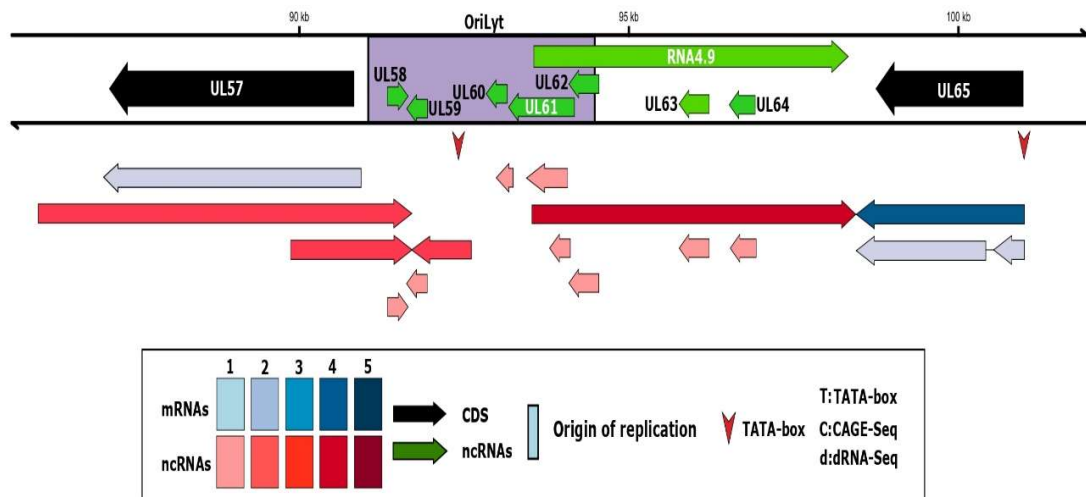 90 kb OriLyt 95 kb 100 kb
RNA4.9
UL58 UL62
UL57 UL60 UL65
UL59 UL61 UL63 UL64
1 2 3 4 5
mRNAs CDS T:TATA-box
Origin of replication TATA-box C:CAGE-Seq
ncRNAs ncRNAs d:dRNA-Seq